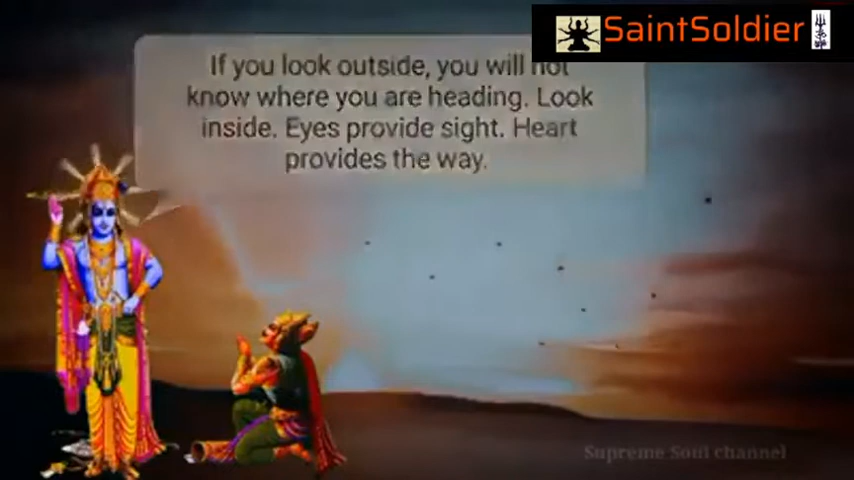 SaintSoldier
If you look outside, you will not
know where you are heading. Look
inside. Eyes provide sight. Heart
provides the way.
Supreme Soul channel